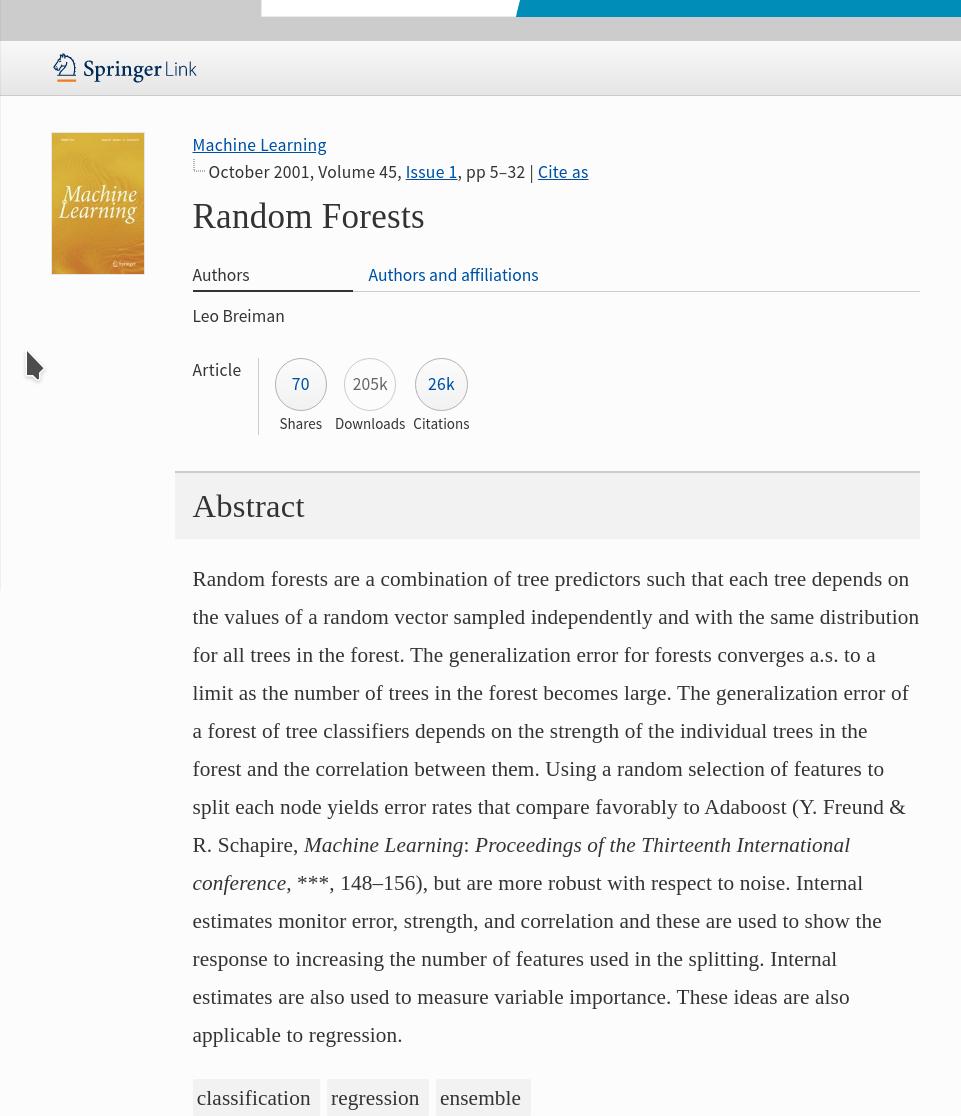 Springer Link
Machine Learning
Machine
Learning
Springer
October 2001, Volume 45, Issue 1, pp 5–32 | Cite as
Random Forests
Authors Authors and affiliations
Leo Breiman
Article 70 205k 26k
Shares Downloads Citations
Abstract
Random forests are a combination of tree predictors such that each tree depends on
the values of a random vector sampled independently and with the same distribution
for all trees in the forest. The generalization error for forests converges a.s. to a
limit as the number of trees in the forest becomes large. The generalization error of
a forest of tree classifiers depends on the strength of the individual trees in the
forest and the correlation between them. Using a random selection of features to
split each node yields error rates that compare favorably to Adaboost (Y. Freund &
R. Schapire, Machine Learning: Proceedings of the Thirteenth International
conference, ***, 148–156), but are more robust with respect to noise. Internal
estimates monitor error, strength, and correlation and these are used to show the
response to increasing the number of features used in the splitting. Internal
estimates are also used to measure variable importance. These ideas are also
applicable to regression.
classification regression ensemble